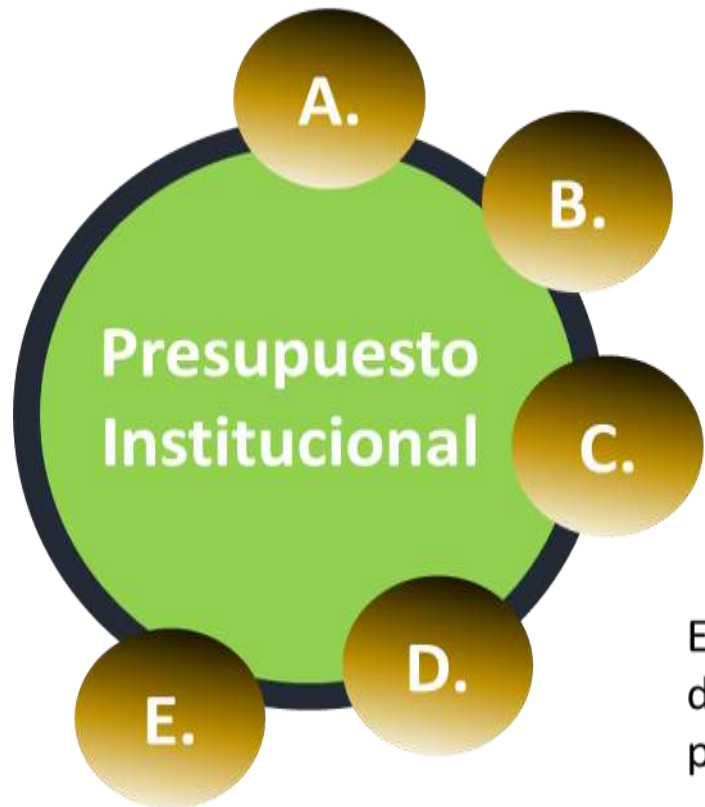 A.
B.
Presupuesto
Institucional
C.
D.
E.